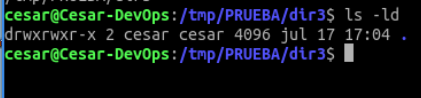 cesar@Cesar-DevOps:/tmp/PRUEBA/dir3$ ls -ld
drwxrwxr-x 2 cesar cesar 4096 jul 17 17:04 .
cesar@Cesar-DevOps:/tmp/PRUEBA/dir3$